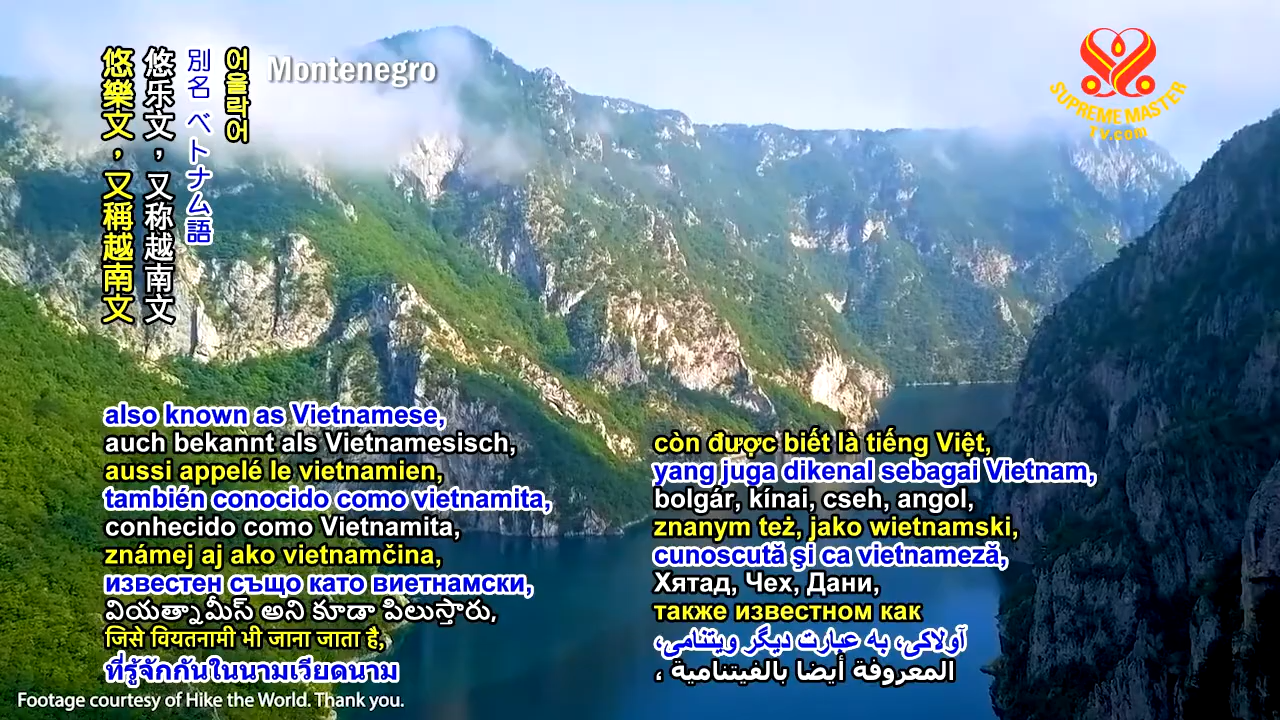 悠樂文，又稱越南文
悠乐文，又称越南文
別名 ベトナム語
어울락어
Montenegro
SUPREME MASTER
TV.com
also known as Vietnamese,
auch bekannt als Vietnamesisch,
aussi appelé le vietnamien,
también conocido como vietnamita,
conhecido como Vietnamita,
známej aj ako vietnamčina,
известен също като виетнамски,
వియత్నామీస్ అని కూడా పిలుస్తారు,
जिसे वियतनामी भी जाना जाता है,
ที่รู้จักกันในนามเวียดนาม
còn được biết là tiếng Việt,
yang juga dikenal sebagai Vietnam,
bolgár, kínai, cseh, angol,
znanym też, jako wietnamski,
cunoscută şi ca vietnameză,
Хятад, Чех, Дани,
также известном как
آولاکی، به عبارت دیگر ویتنامی،
المعروفة أيضا بالفيتنامية ،
Footage courtesy of Hike the World. Thank you.